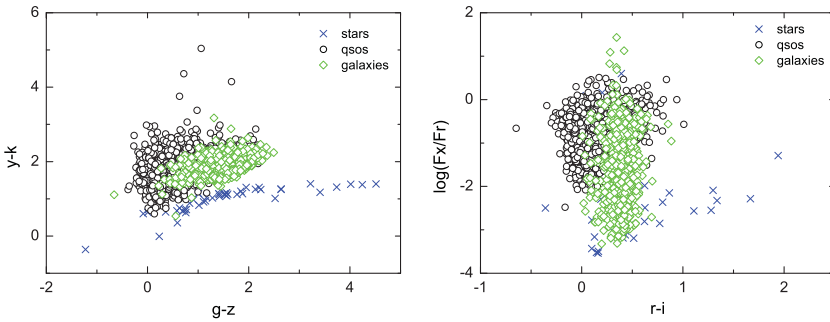 6
4
2
0
-2
0
2
4
y-k
g-z
stars
qsos
galaxies
2
0
-2
-4
-1
0
1
2
log(Fx/Fr)
r-i
stars
qsos
galaxies